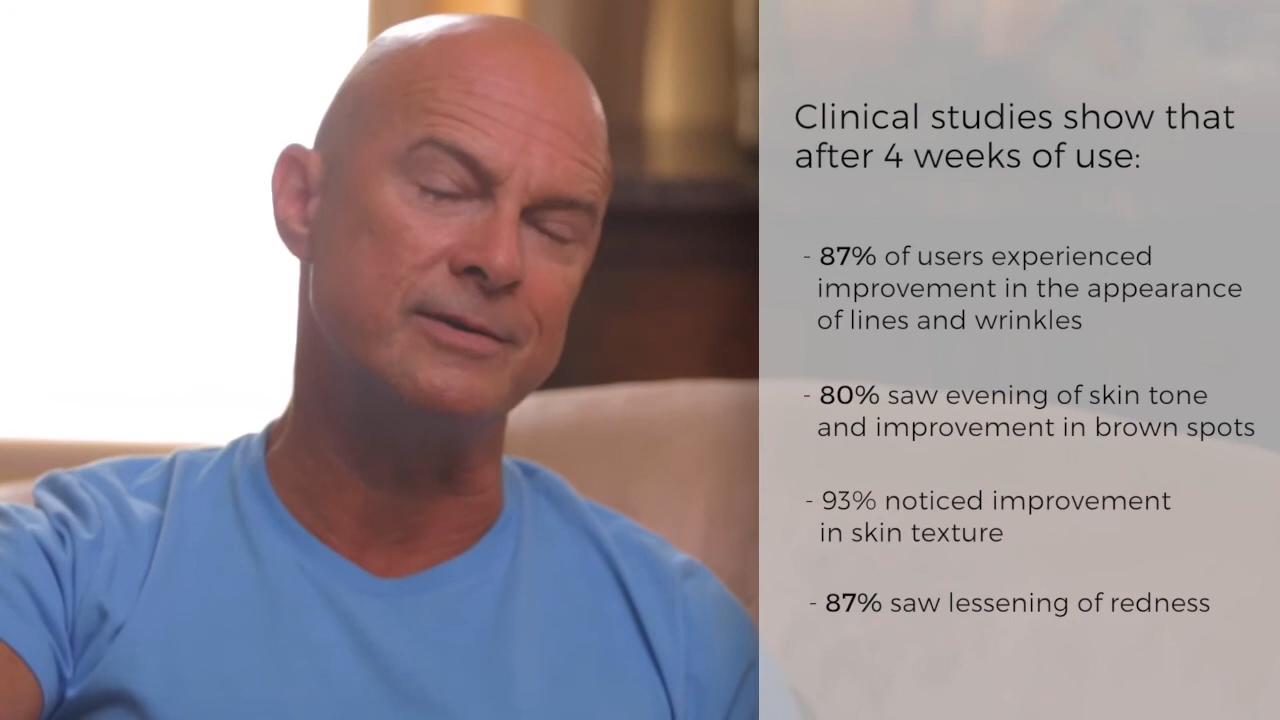 Clinical studies show that
after 4 weeks of use:
- 87% of users experienced
improvement in the appearance
of lines and wrinkles
- 80% saw evening of skin tone
and improvement in brown spots
- 93% noticed improvement
in skin texture
- 87% saw lessening of redness